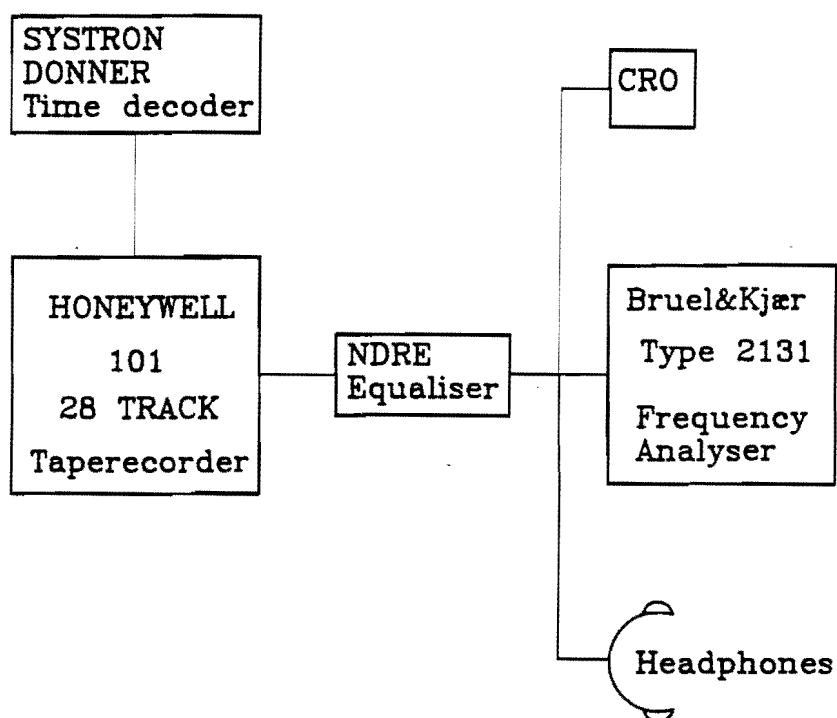 SYSTRON
DONNER
Time decoder
CRO
HONEYWELL
101
28 TRACK
Taperecorder
NDRE
Equaliser
Bruel&Kjær
Type 2131
Frequency
Analyser
Headphones